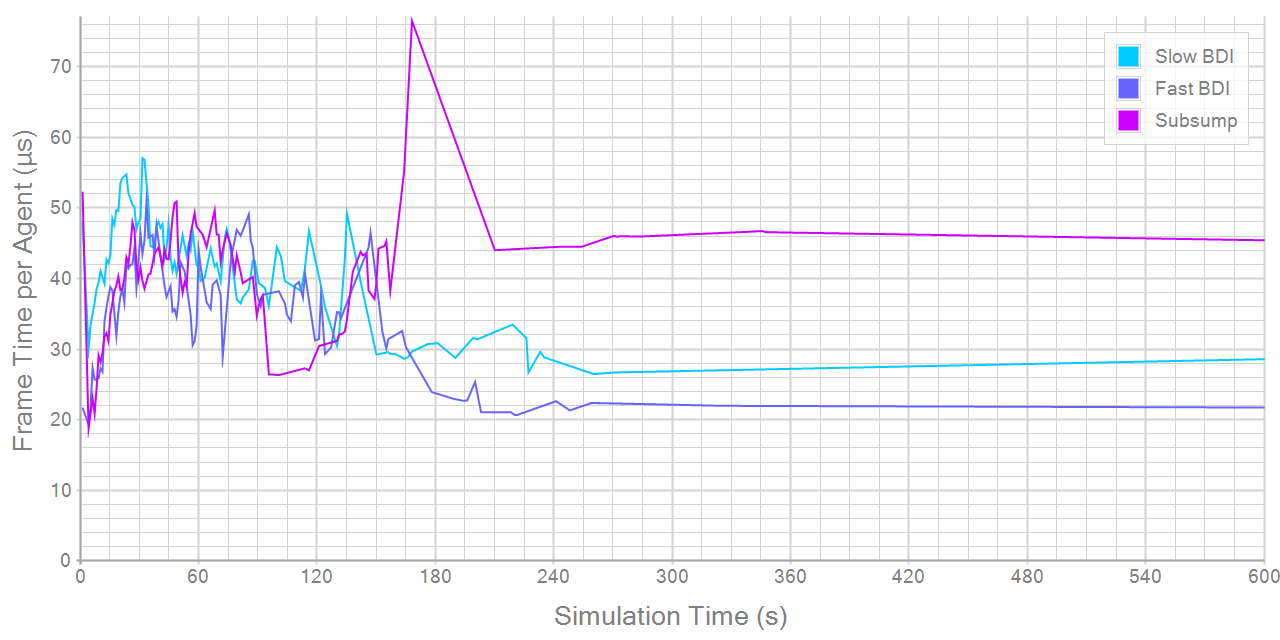 Frame Time per Agent (µs)
70
60
50
40
30
20
10
0
Slow BDI
Fast BDI
Subsump
0 60 120 180 240 300 360 420 480 540 600
Simulation Time (s)